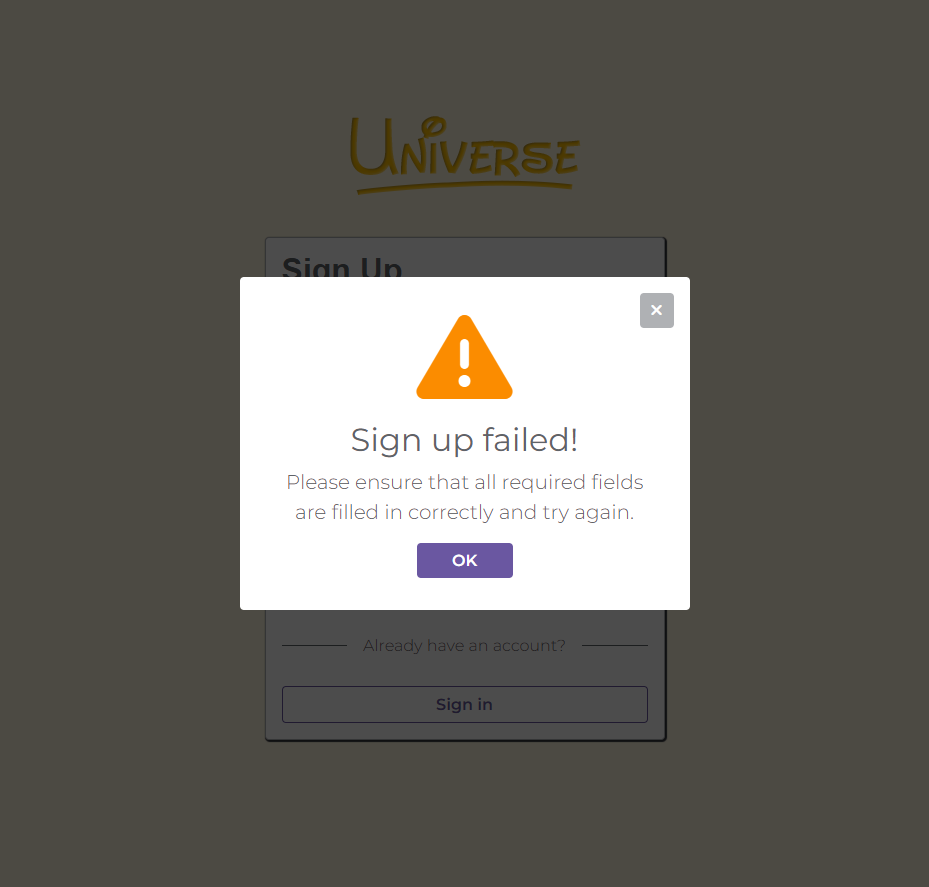 UNIVERSE
Sign Up
×
Sign up failed!
Please ensure that all required fields
are filled in correctly and try again.
OK
Already have an account?
Sign in